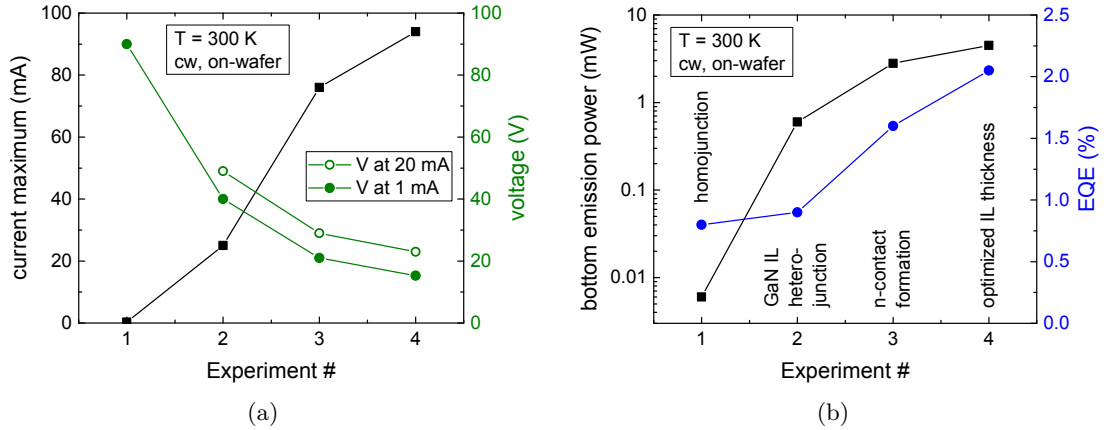 T = 300 K
cw, on-wafer
V at 20 mA
V at 1 mA
current maximum (mA)
voltage (V)
100
80
60
40
20
0
100
80
60
40
20
0
1
2
3
4
Experiment #
(a)
T = 300 K
cw, on-wafer
homojunction
GaN IL
hetero-
junction
n-contact
formation
optimized IL thickness
bottom emission power (mW)
EQE (%)
10
1
0.1
0.01
2.5
2.0
1.5
1.0
0.5
0.0
1
2
3
4
Experiment #
(b)